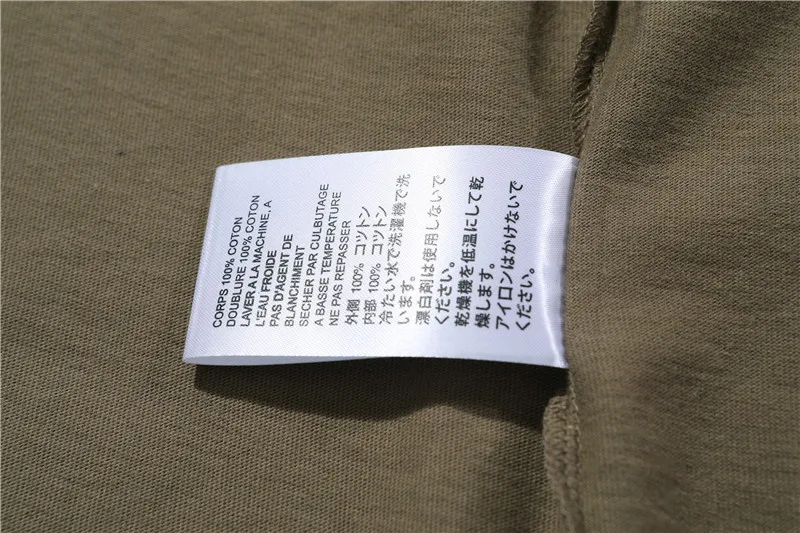 CORPS 100% COTON
DOUBLURE 100% COTON
LAVER A LA MACHINE, A
L'EAU FROIDE
PAS D'AGENT DE
BLANCHIMENT
SECHER PAR CULBUTAGE
A BASSE TEMPERATURE
NE PAS REPASSER
外側 100% コットン
内部 100% コットン
冷たい水で洗濯機で洗
います。
漂白剤は使用しないで
ください。
乾燥機を低温にして乾
燥します。
アイロンはかけないで
ください。